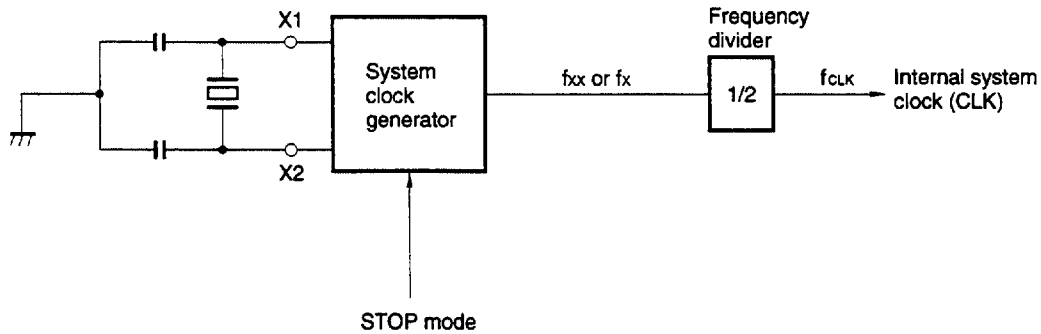 X1
X2
System
clock
generator
STOP mode
fXX or fX
Frequency
divider
1/2
fCLK
Internal system
clock (CLK)